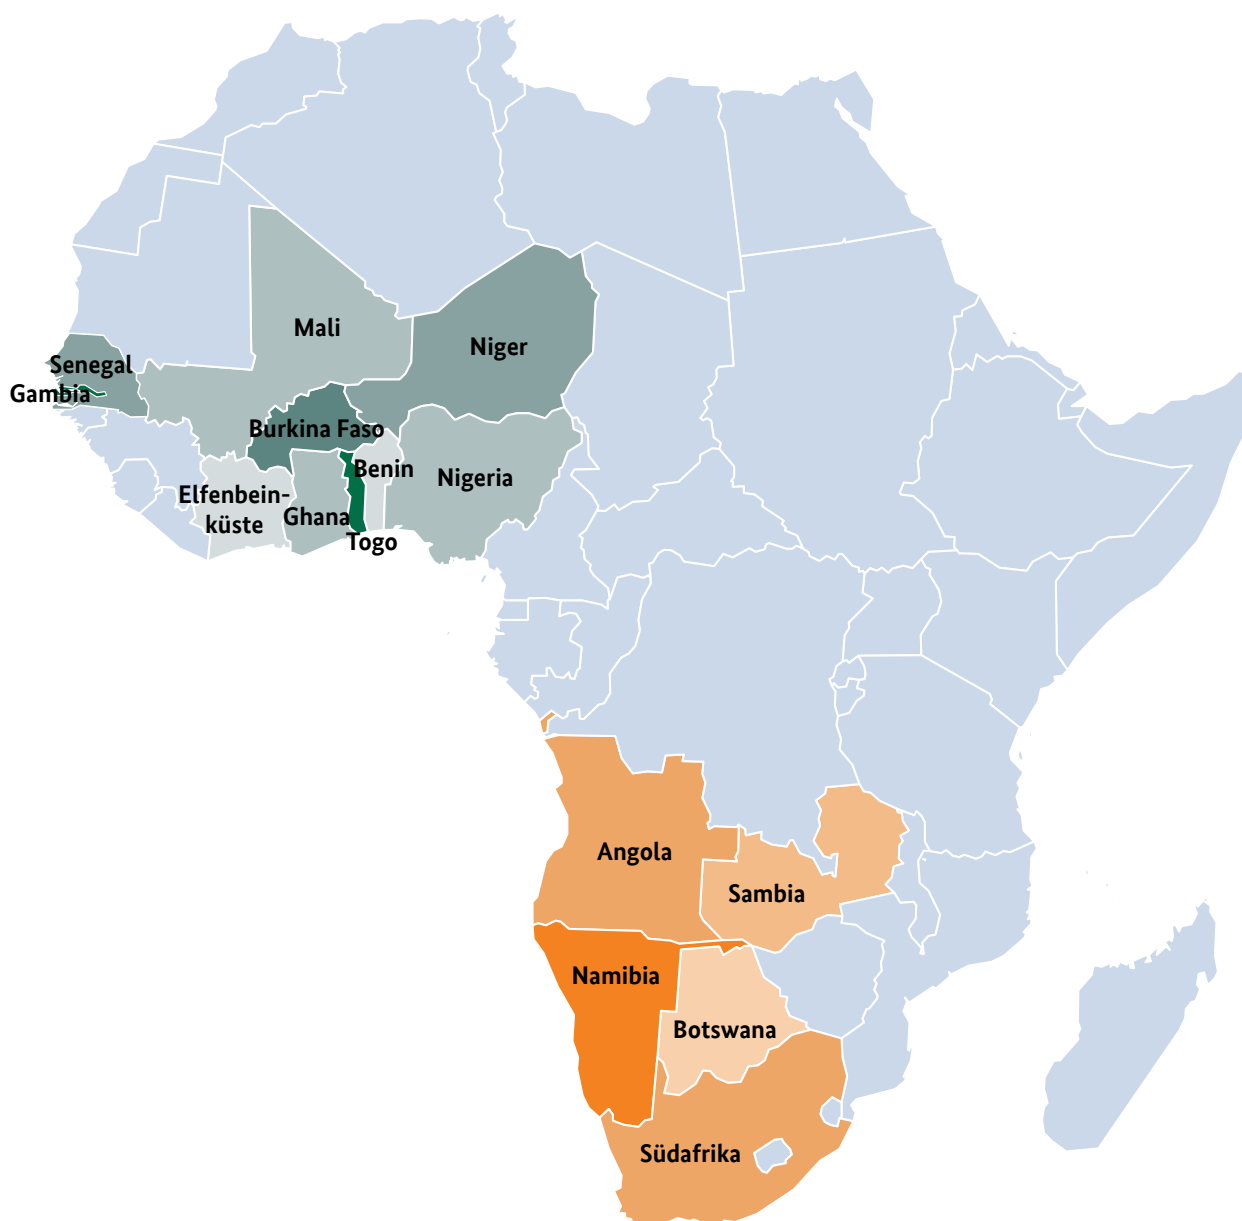 Mali
Niger
Senegal
Gambia
Burkina Faso
Benin
Nigeria
Elfenbein-
küste
Ghana
Togo
Angola
Sambia
Namibia
Botswana
Südafrika